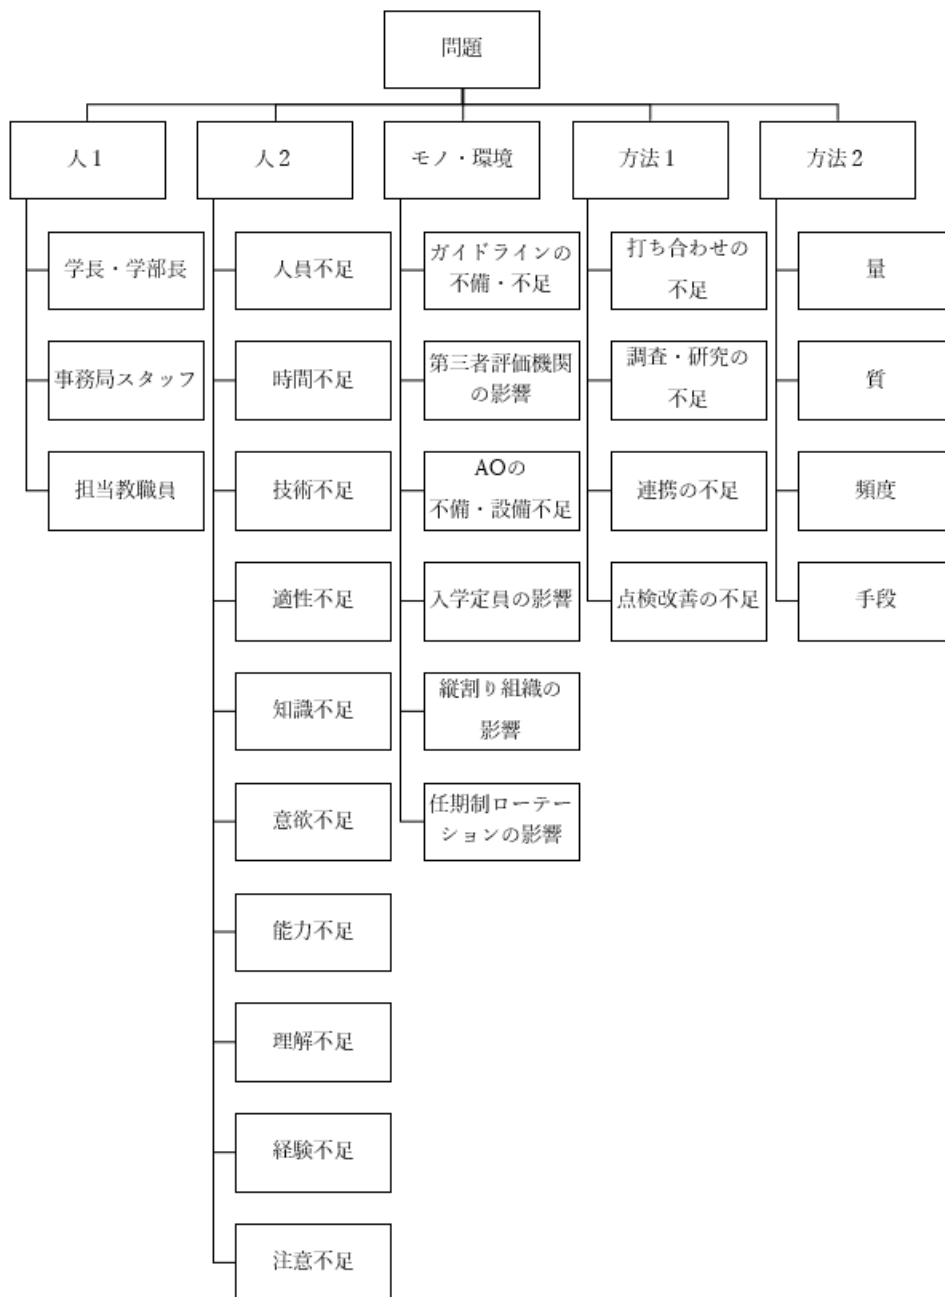 問題
人１
人２
モノ・環境
方法１
方法２
学長・学部長
事務局スタッフ
担当教職員
人員不足
時間不足
技術不足
適性不足
知識不足
意欲不足
能力不足
理解不足
経験不足
注意不足
ガイドラインの
不備・不足
第三者評価機関
の影響
AOの
不備・設備不足
入学定員の影響
縦割り組織の
影響
任期制ローテー
ションの影響
打ち合わせの
不足
調査・研究の
不足
連携の不足
点検改善の不足
量
質
頻度
手段